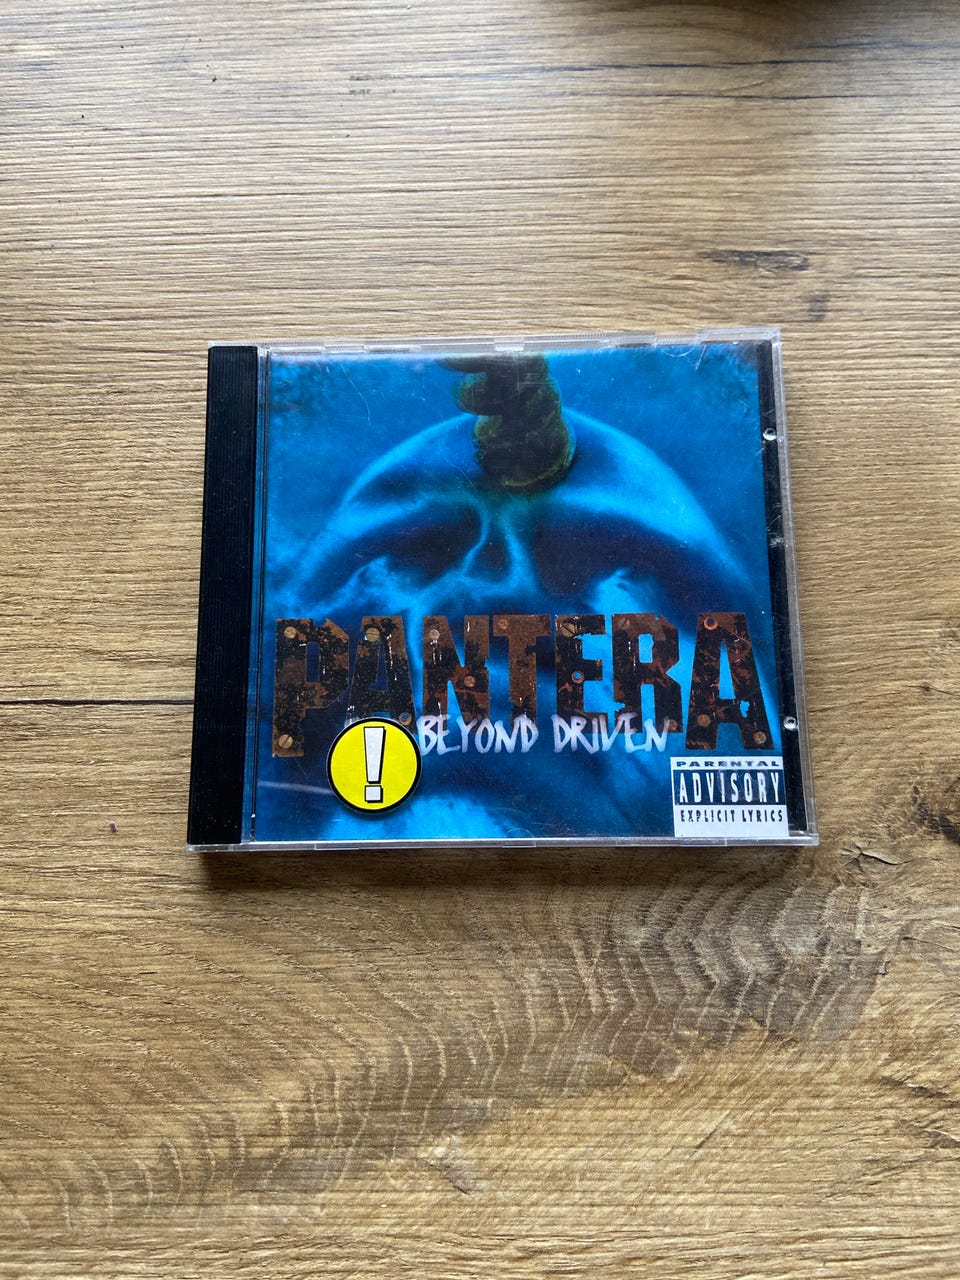 PANTERA
!
BEYOND DRIVEN
PARENTAL
ADVISORY
EXPLICIT LYRICS